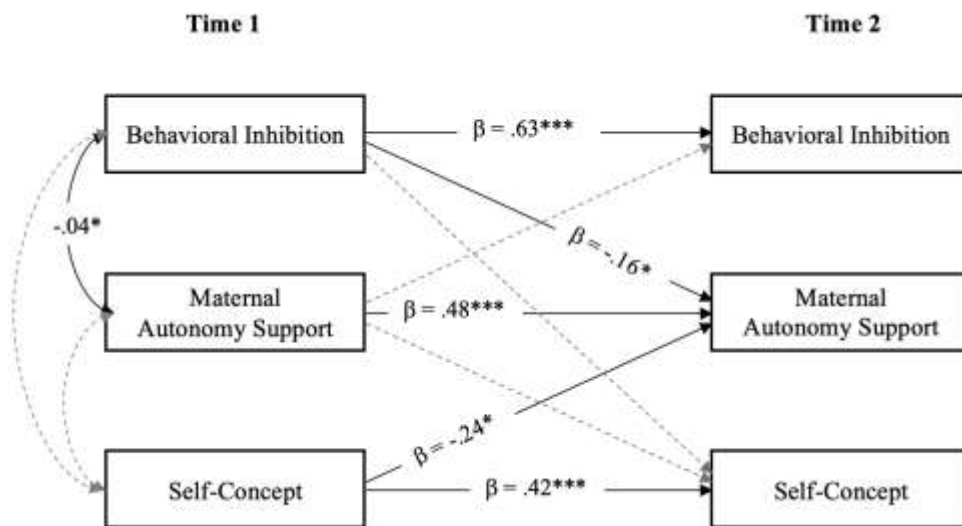 Time 1
Time 2
Behavioral Inhibition
β = .63***
Behavioral Inhibition
-.04*
β = -.16*
Maternal
Autonomy Support
β = .48***
Maternal
Autonomy Support
β = -.24*
Self-Concept
β = .42***
Self-Concept